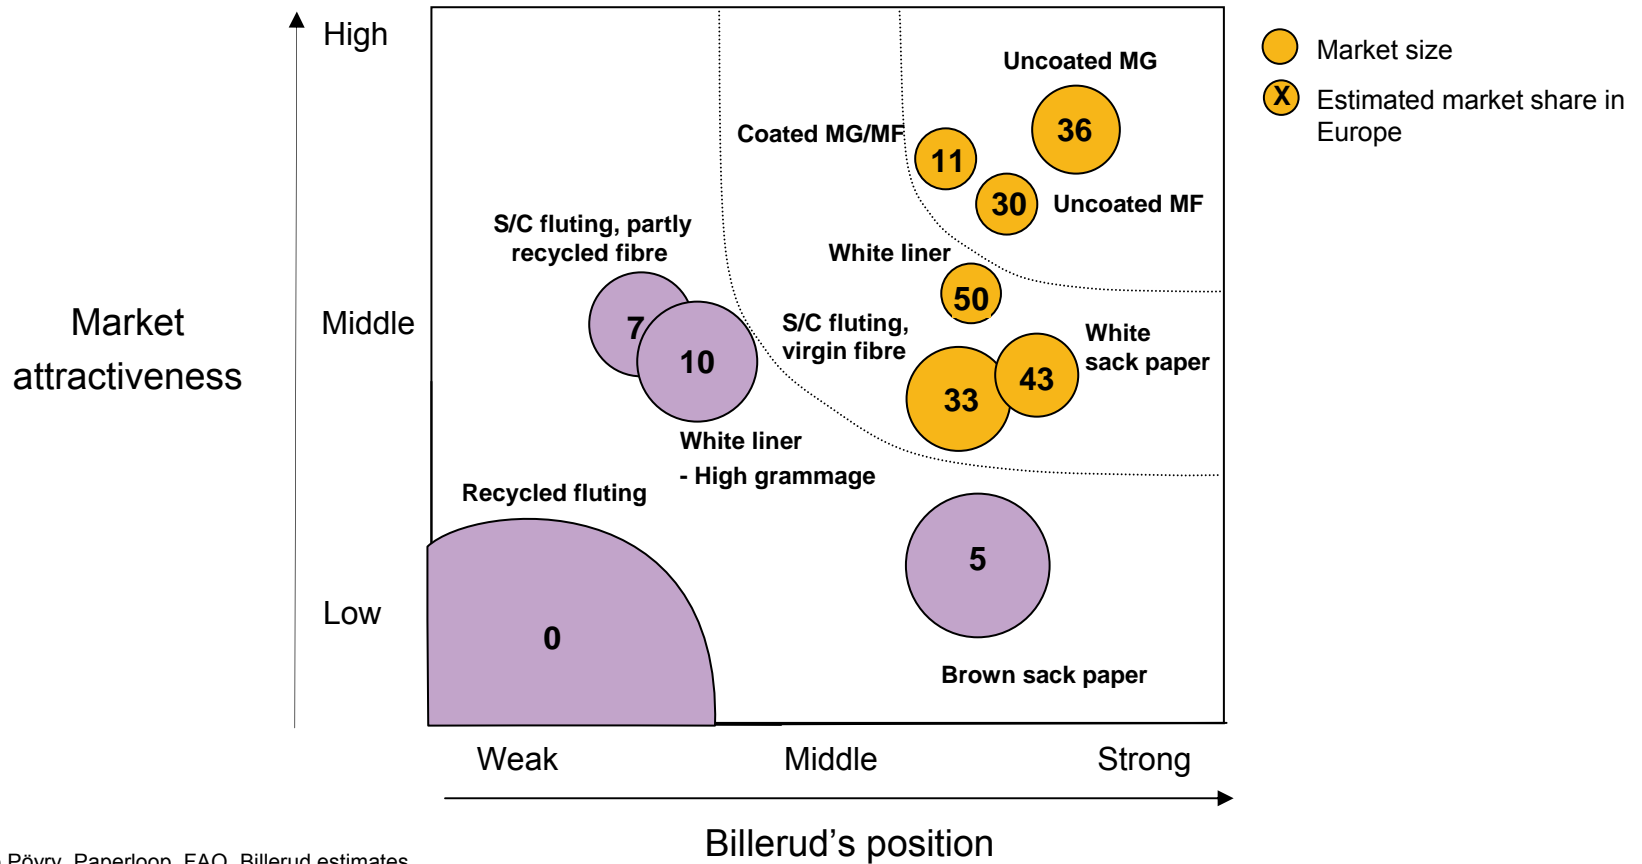 High
Uncoated MG
Market size
X
Estimated market share in
Europe
Coated MG/MF
36
11
30
Uncoated MF
S/C fluting, partly
recycled fibre
White liner
50
Market
attractiveness
Middle
7
10
S/C fluting,
virgin fibre
White
sack paper
33
43
White liner
- High grammage
Recycled fluting
5
Low
0
Brown sack paper
Weak
Middle
Strong
Billerud's position
Pöyry, Paperloop, FAO, Billerud estimates